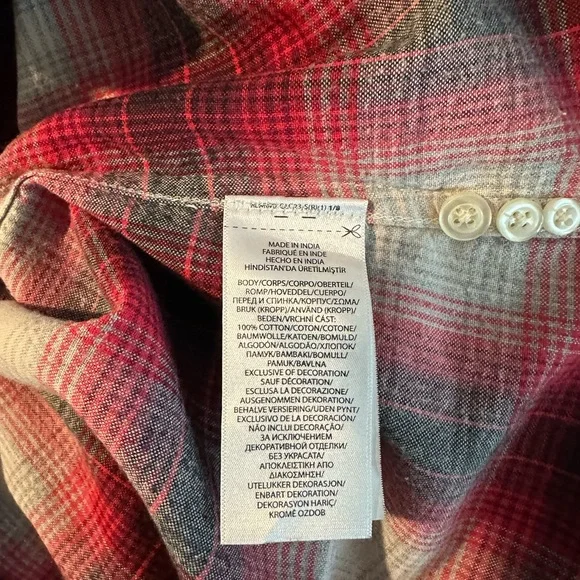 1/8
MADE IN INDIA
FABRIQUÉ EN INDE
HECHO EN INDIA
HİNDİSTAN'DA ÜRETİLMİŞTİR
BODY/CORPS/CORPO/OBERTEIL/
ROMP/HOVEDDEL/CUERPO/
ПЕРЕД И СПИНКА/КОРПУС/ΣΩΜΑ/
BRUK (KROPP)/ANVÄND (KROPP)/
BEDEN/VRCHNÍ ČÁST:
100% COTTON/COTON/COTONE/
BAUMWOLLE/KATOEN/BOMULD/
ALGODÓN/ALGODÃO/ХЛОПОК/
ПАМУК/ΒΑΜΒΑΚΙ/BOMULL/
PAMUK/BAVLNA
EXCLUSIVE OF DECORATION/
SAUF DÉCORATION/
ESCLUSA LA DECORAZIONE/
AUSGENOMMEN DEKORATION/
BEHALVE VERSIERING/UDEN PYNT/
EXCLUSIVO DE LA DECORACIÓN/
NÃO INCLUI DECORAÇÃO/
ЗА ИСКЛЮЧЕНИЕМ
ДЕКОРАТИВНОЙ ОТДЕЛКИ/
БЕЗ УКРАСАТА/
ΑΠΟΚΛΕΙΣΤΙΚΗ ΑΠΟ
ΔΙΑΚΟΣΜΗΣΗ/
UTELUKKER DEKORASJON/
ENBART DEKORATION/
DEKORASYON HARİÇ/
KROMĚ OZDOB